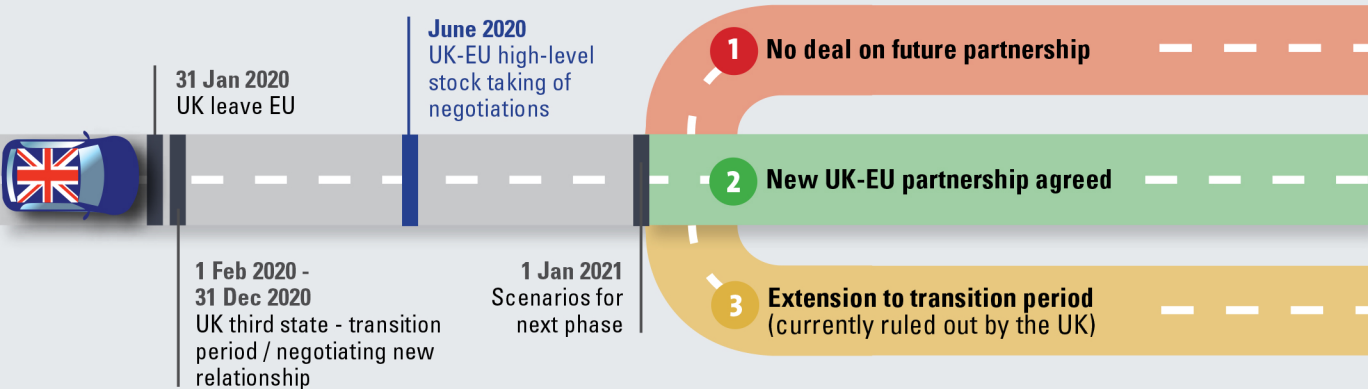 31 Jan 2020
UK leave EU
June 2020
UK-EU high-level
stock taking of
negotiations
1 Feb 2020 -
31 Dec 2020
UK third state - transition
period / negotiating new
relationship
1 Jan 2021
Scenarios for
next phase
1 No deal on future partnership
2 New UK-EU partnership agreed
3 Extension to transition period
(currently ruled out by the UK)